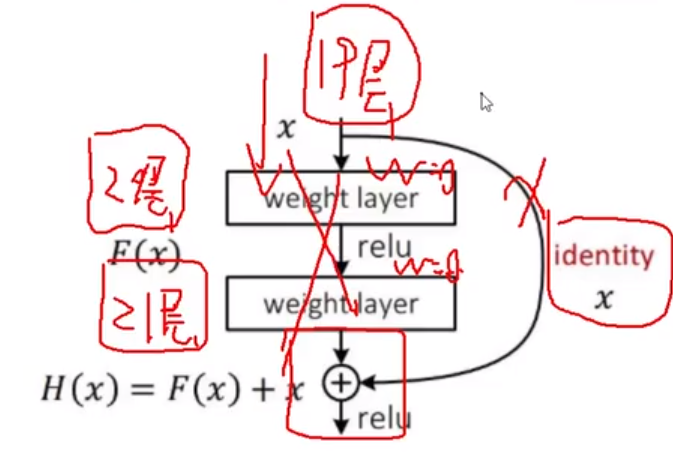 19层
x
W=0
20层
weight layer
F(x)
relu
W=0
identity
x
21层
weight layer
H(x) = F(x) + x
+
relu